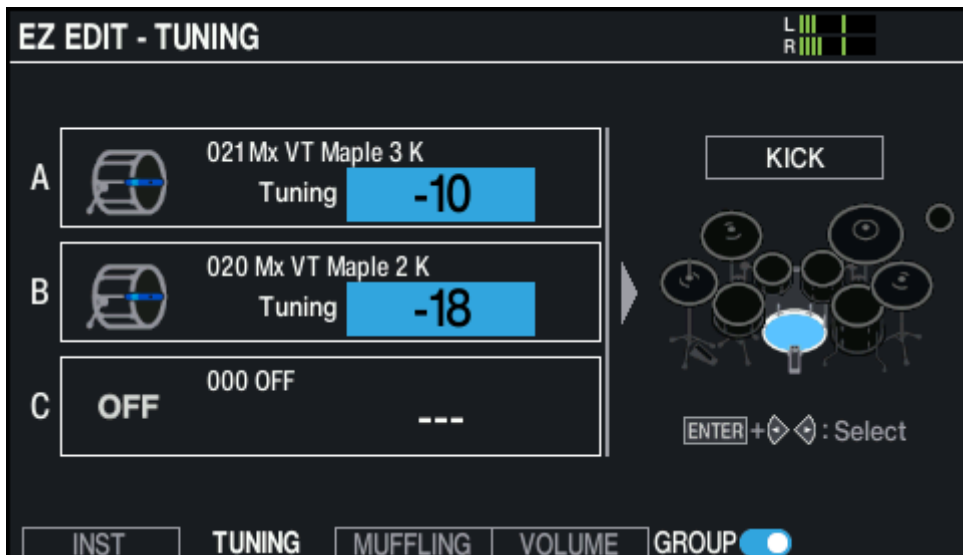 EZ EDIT - TUNING
L
R
A
021 Mx VT Maple 3 K
Tuning -10
B
020 Mx VT Maple 2 K
Tuning -18
C
OFF
000 OFF
---
KICK
ENTER + : Select
INST TUNING MUFFLING VOLUME GROUP